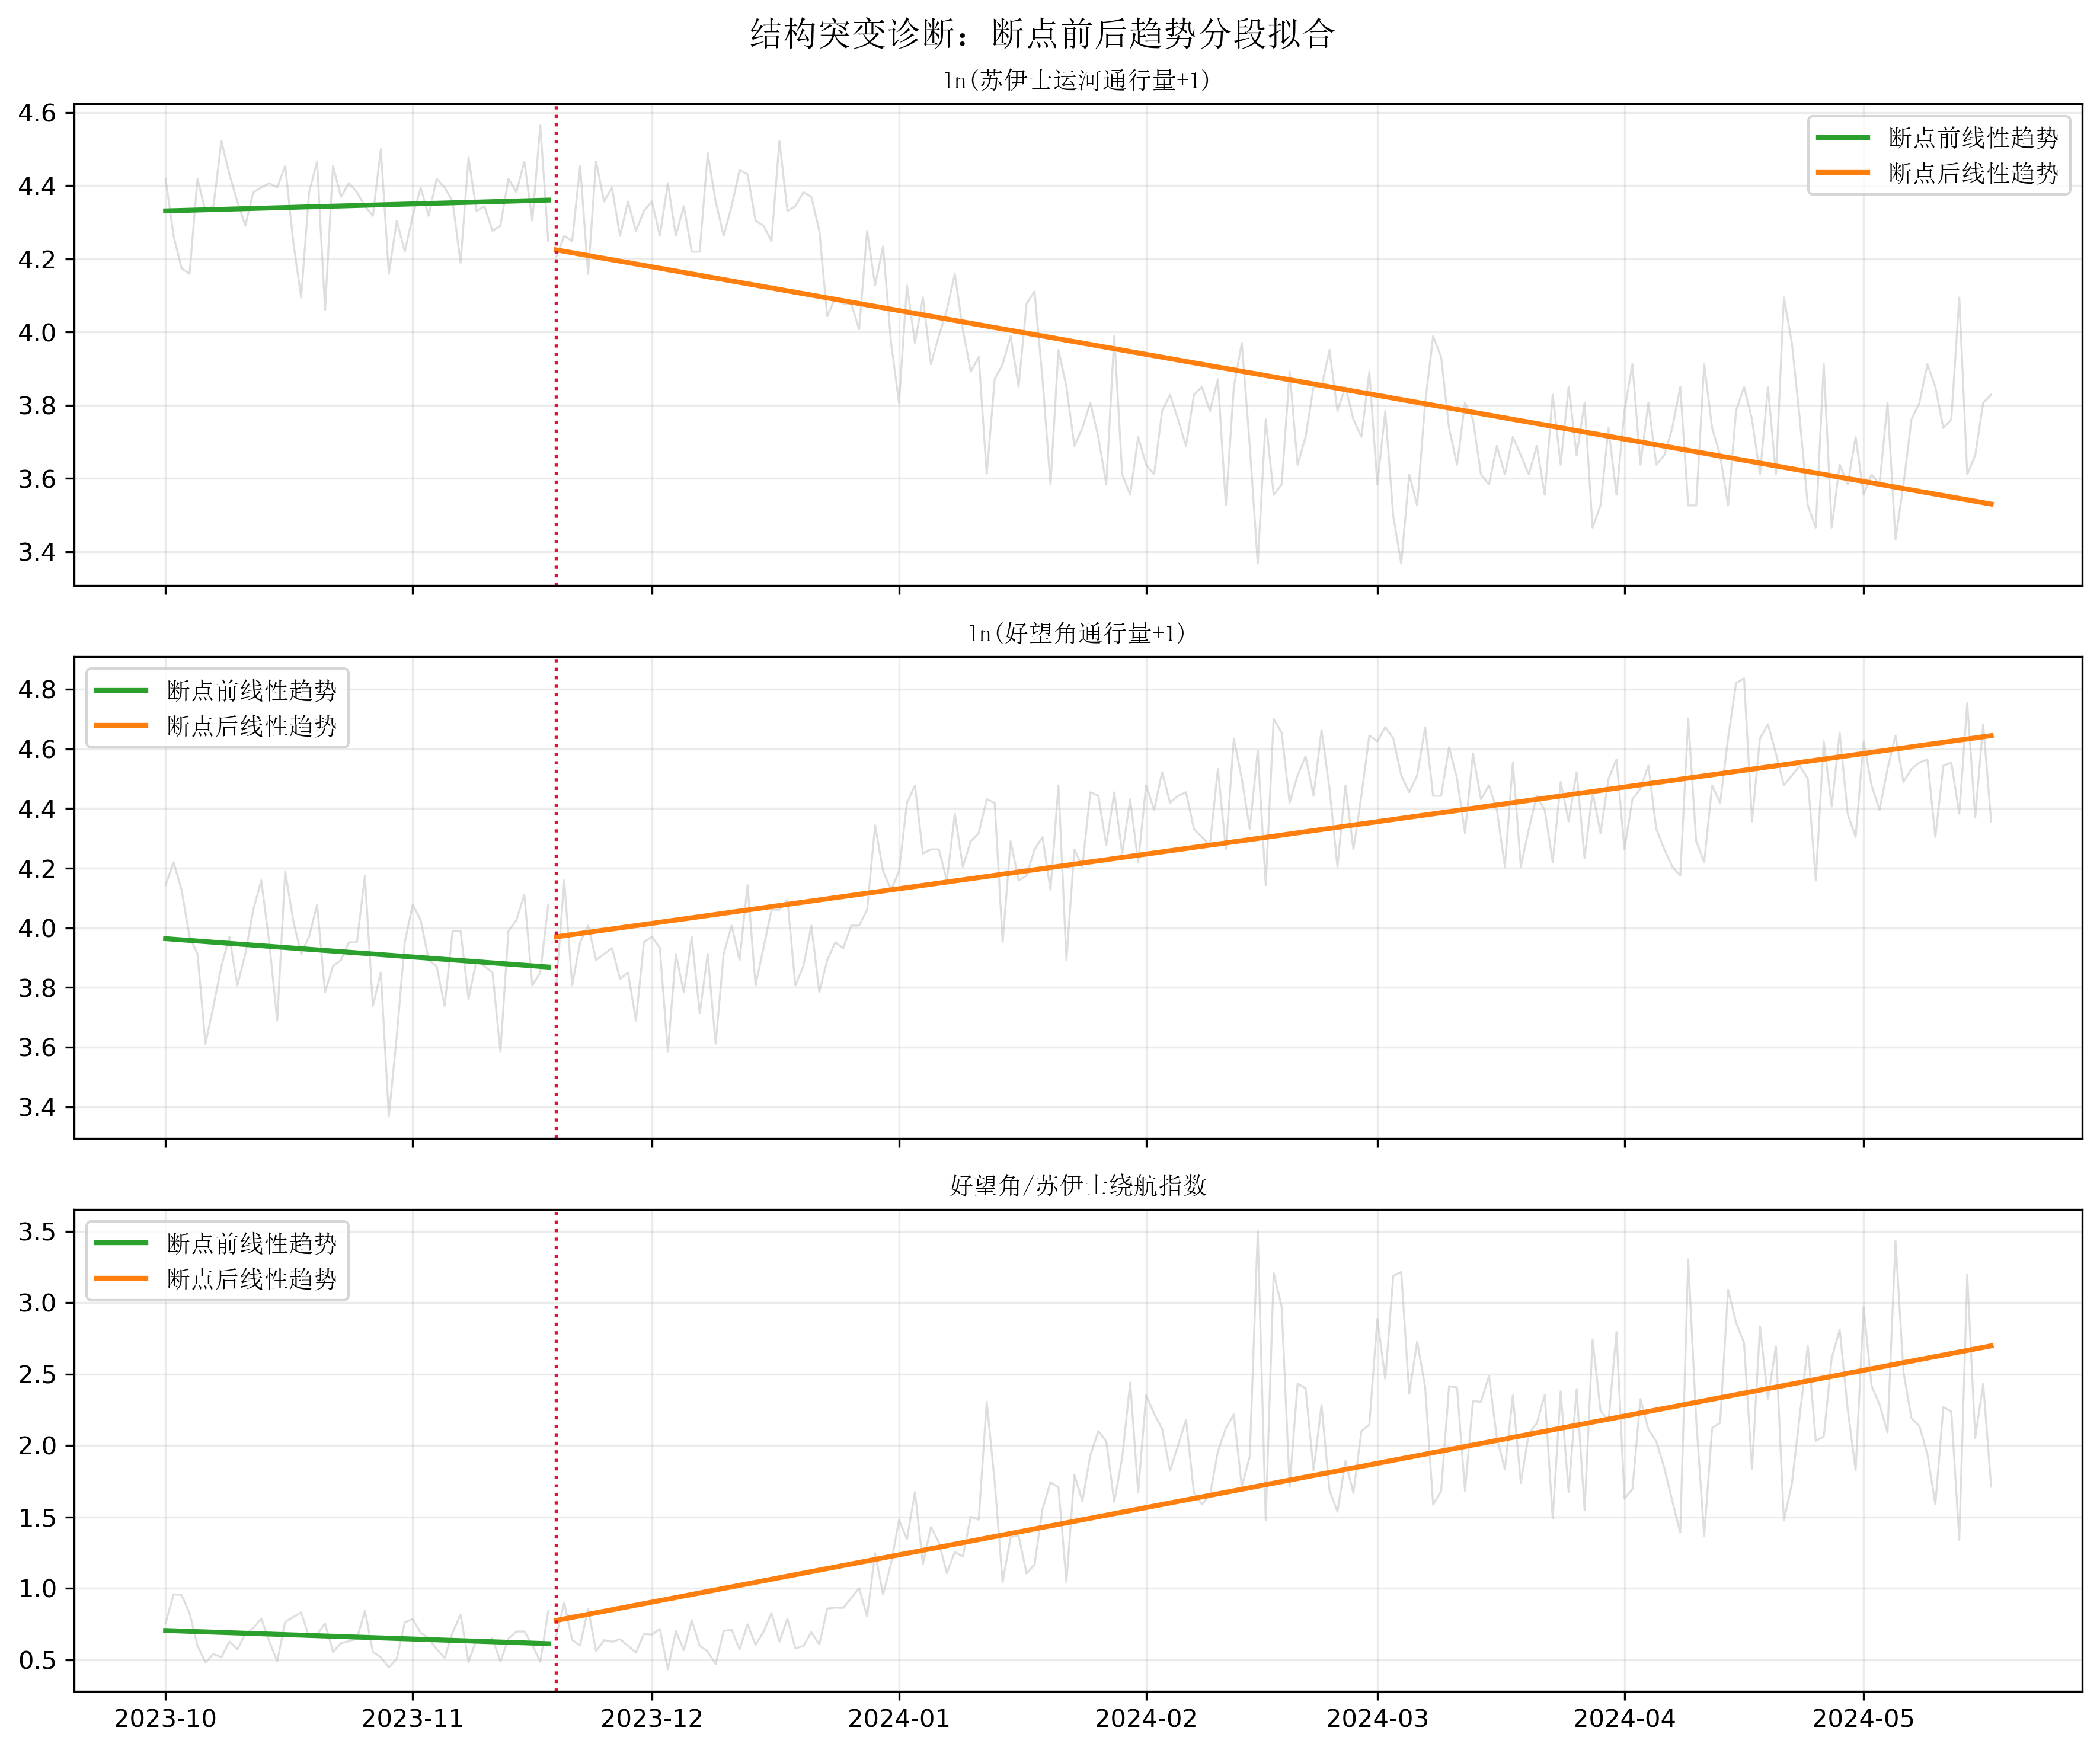 结构突变诊断：断点前后趋势分段拟合
ln(苏伊士运河通行量+1)
4.6
4.4
4.2
4.0
3.8
3.6
3.4
断点前线性趋势
断点后线性趋势
ln(好望角通行量+1)
4.8
4.6
4.4
4.2
4.0
3.8
3.6
3.4
断点前线性趋势
断点后线性趋势
好望角/苏伊士绕航指数
3.5
3.0
2.5
2.0
1.5
1.0
0.5
断点前线性趋势
断点后线性趋势
2023-10 2023-11 2023-12 2024-01 2024-02 2024-03 2024-04 2024-05